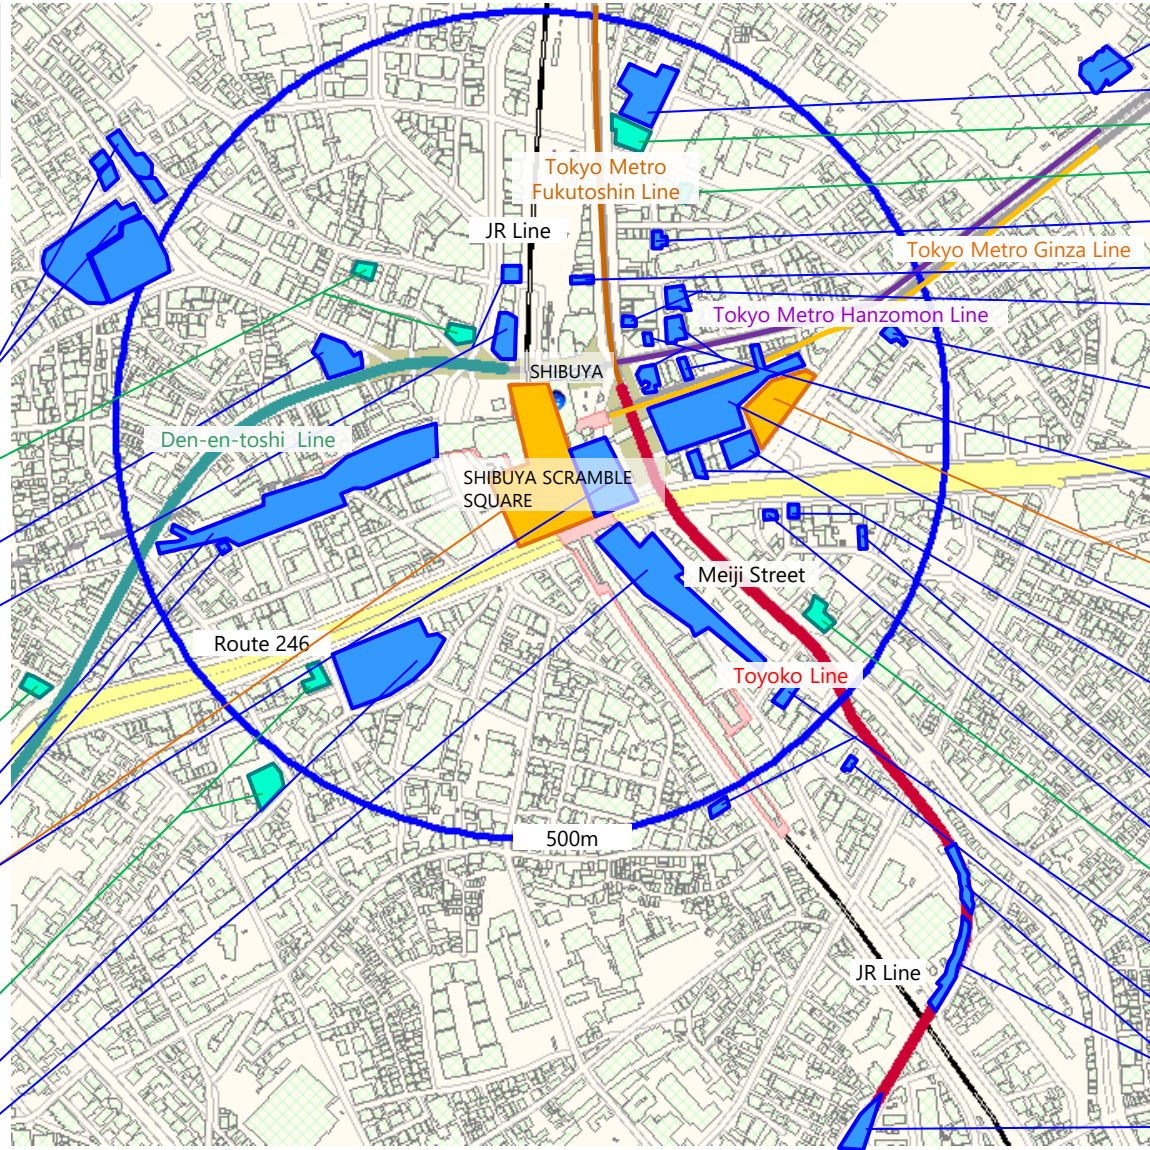 Tokyo Metro
Fukutoshin Line
JR Line
Tokyo Metro Ginza Line
Tokyo Metro Hanzomon Line
SHIBUYA
Den-en-toshi Line
SHIBUYA SCRAMBLE
SQUARE
Meiji Street
Route 246
Toyoko Line
500m
JR Line